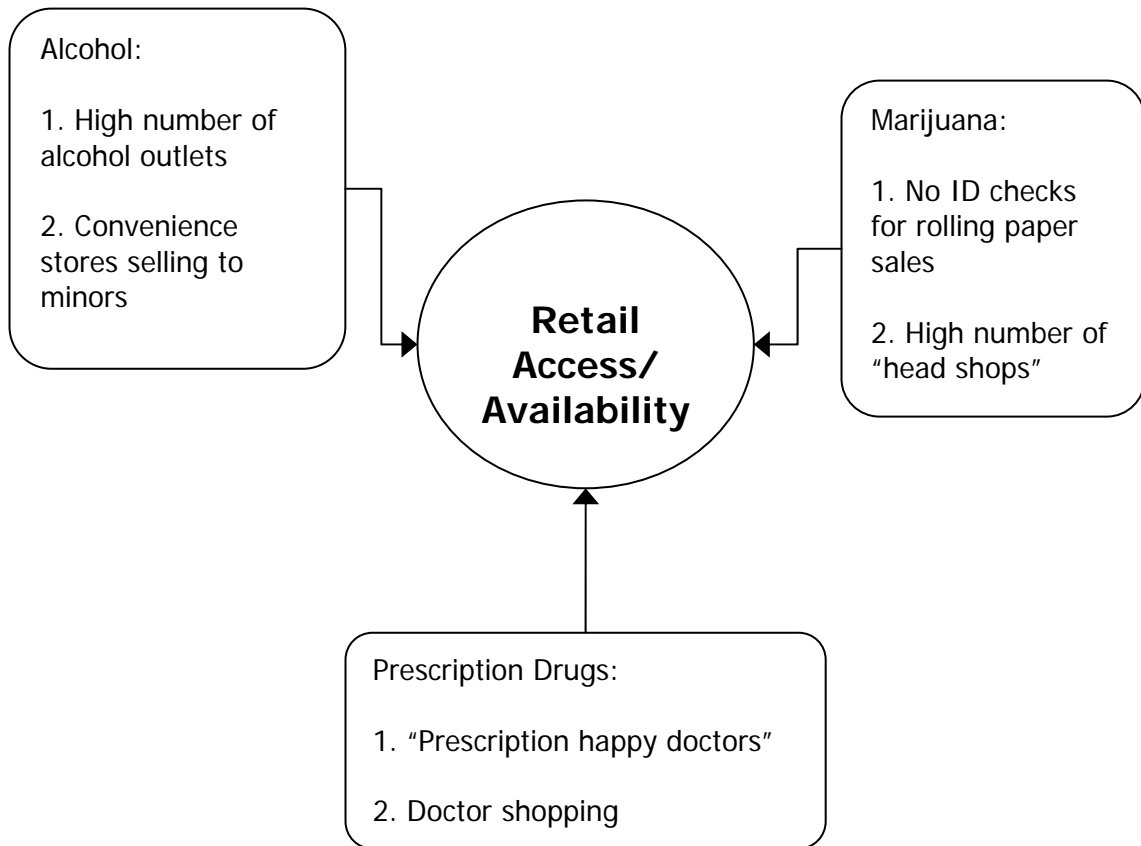 Alcohol:
1. High number of
alcohol outlets
2. Convenience
stores selling to
minors
Marijuana:
1. No ID checks
for rolling paper
sales
2. High number of
“head shops”
Retail
Access/
Availability
Prescription Drugs:
1. “Prescription happy doctors”
2. Doctor shopping